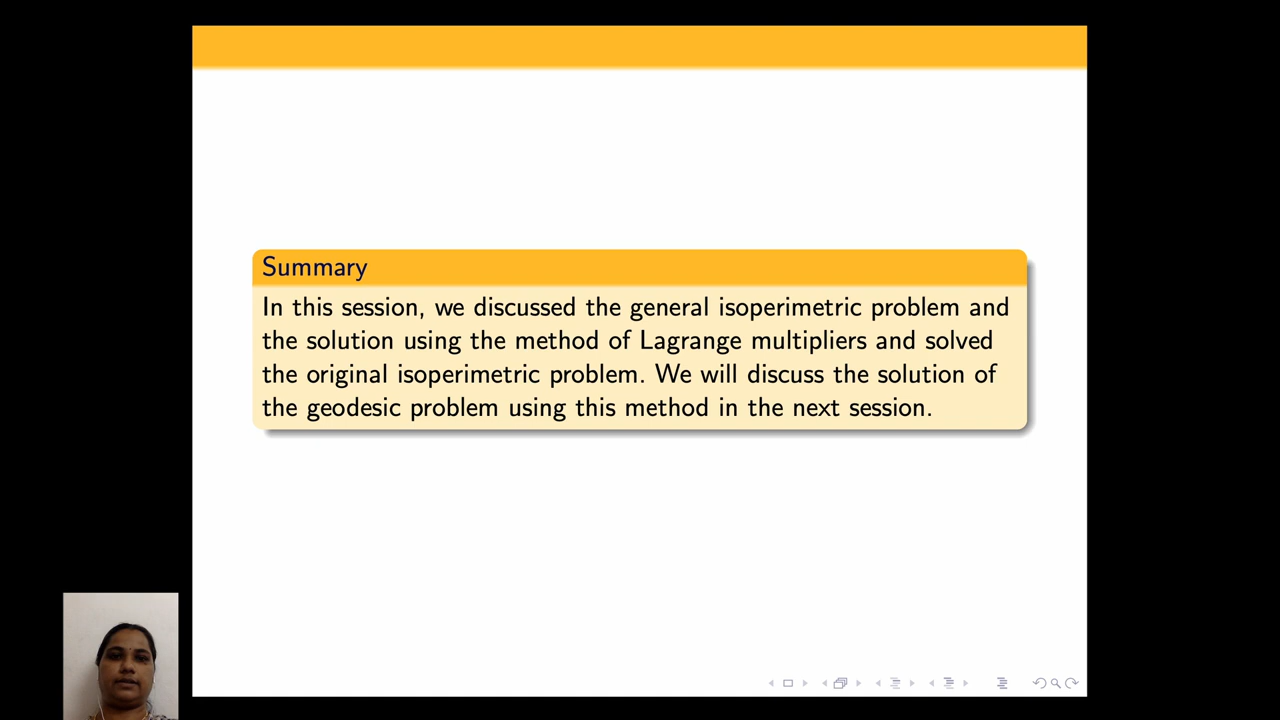 Summary
In this session, we discussed the general isoperimetric problem and
the solution using the method of Lagrange multipliers and solved
the original isoperimetric problem. We will discuss the solution of
the geodesic problem using this method in the next session.